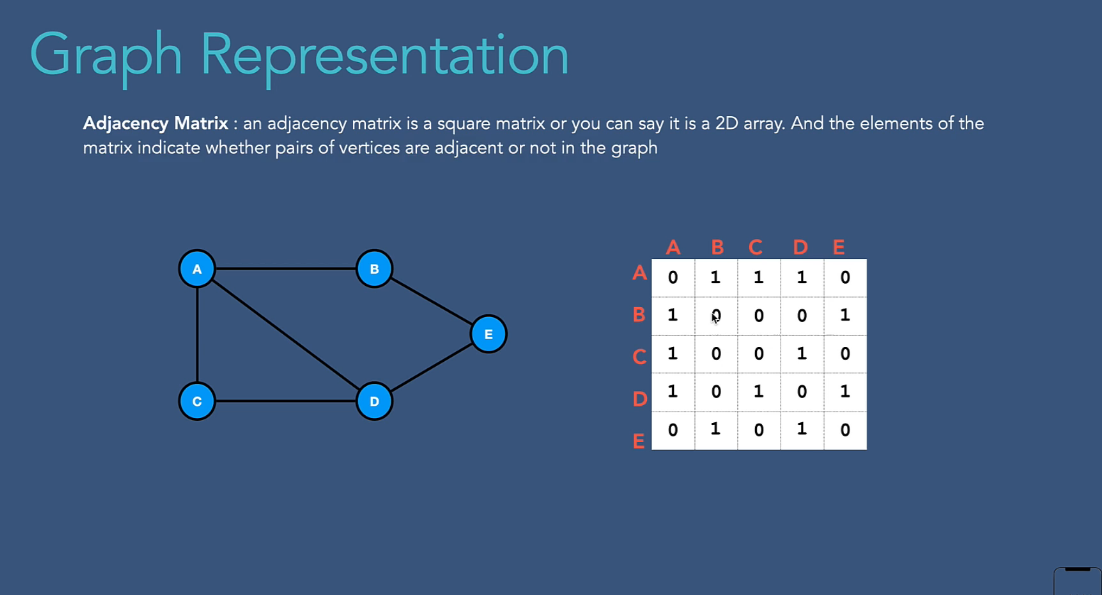 Graph Representation
Adjacency Matrix : an adjacency matrix is a square matrix or you can say it is a 2D array. And the elements of the
matrix indicate whether pairs of vertices are adjacent or not in the graph
A B
E
C D
A B C D E
A 0 1 1 1 0
B 1 0 0 0 1
C 1 0 0 1 0
D 1 0 1 0 1
E 0 1 0 1 0